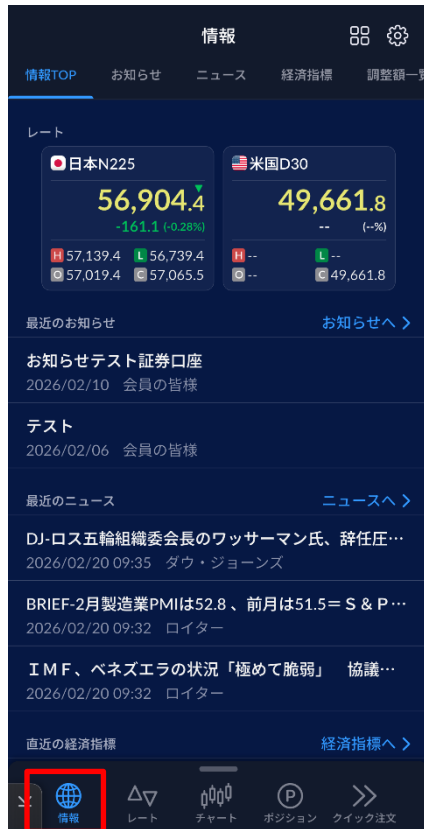 情報
情報TOP お知らせ ニュース 経済指標 調整額一
レート
日本N225
56,904.4
-161.1 (-0.28%)
H 57,139.4 L 56,739.4
O 57,019.4 C 57,065.5
米国D30
49,661.8
-- (--%)
H -- L --
O -- C 49,661.8
最近のお知らせ お知らせへ
お知らせテスト証券口座
2026/02/10 会員の皆様
テスト
2026/02/06 会員の皆様
最近のニュース ニュースへ
DJ-ロス五輪組織委会長のワッサーマン氏、辞任圧…
2026/02/20 09:35 ダウ・ジョーンズ
BRIEF-2月製造業PMIは52.8 、前月は51.5＝Ｓ＆Ｐ…
2026/02/20 09:32 ロイター
ＩＭＦ、ベネズエラの状況「極めて脆弱」　協議…
2026/02/20 09:32 ロイター
直近の経済指標 経済指標へ
情報 レート チャート P ポジション クイック注文